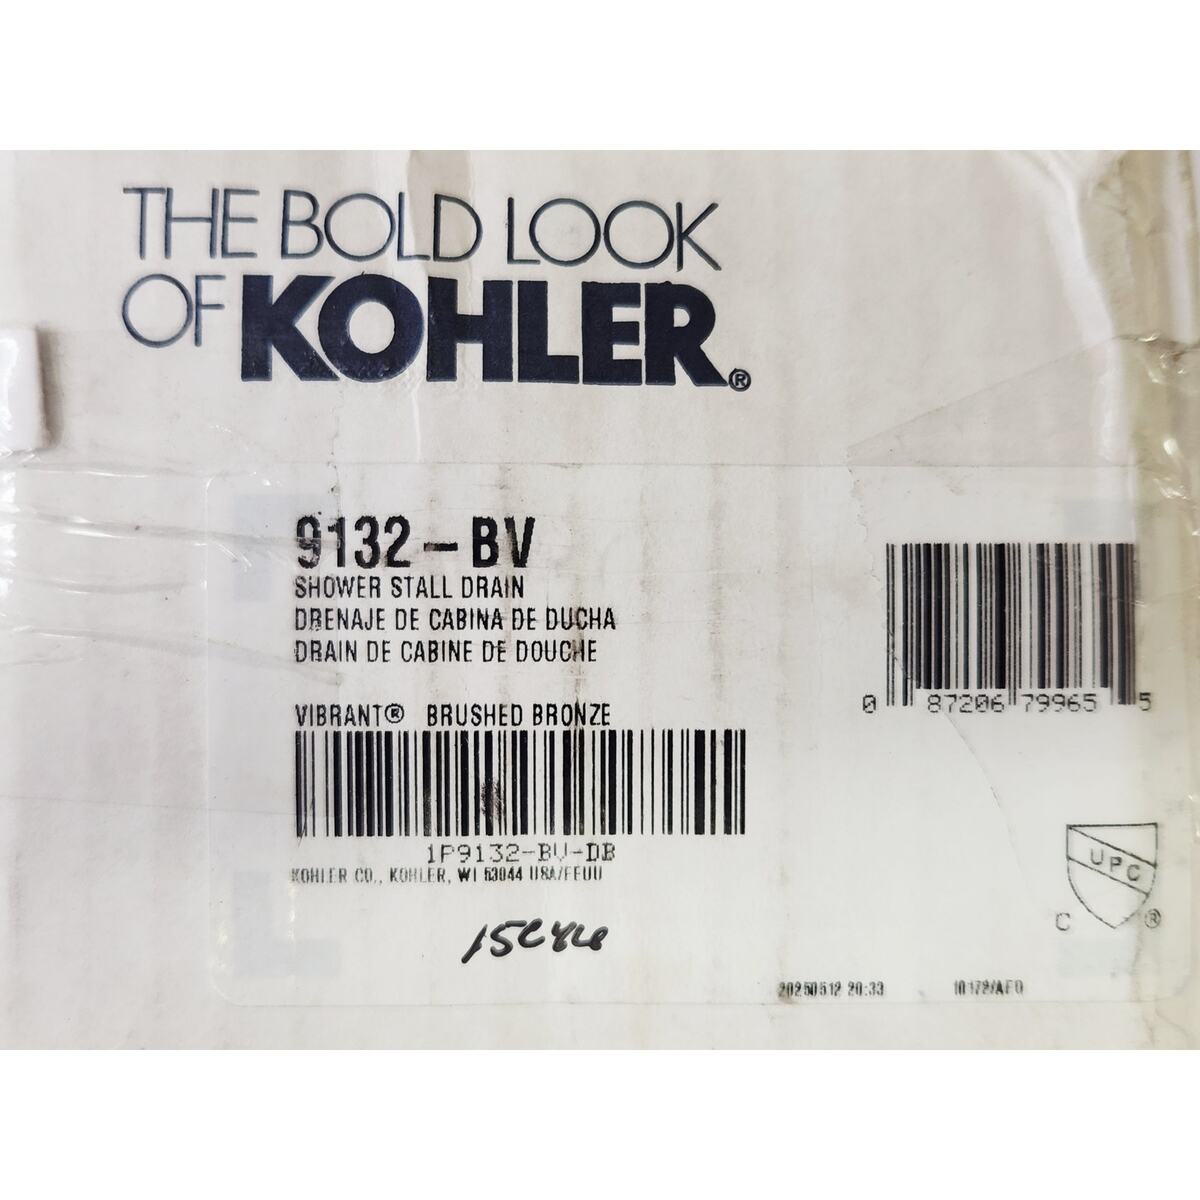 THE BOLD LOOK
OF KOHLER®
9132-BV
SHOWER STALL DRAIN
DRENAJE DE CABINA DE DUCHA
DRAIN DE CABINE DE DOUCHE
VIBRANT® BRUSHED BRONZE
1P9132-BV-DB
KOHLER CO., KOHLER, WI 53044 USA/EEUU
0 87206 79965 5
C UPC ®
20250512 20:33